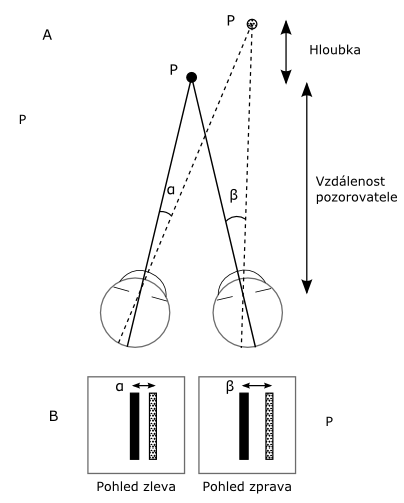 P
A
Hloubka
P
P
α
β
Vzdálenost
pozorovatele
α
β
B
P
Pohled zleva
Pohled zprava